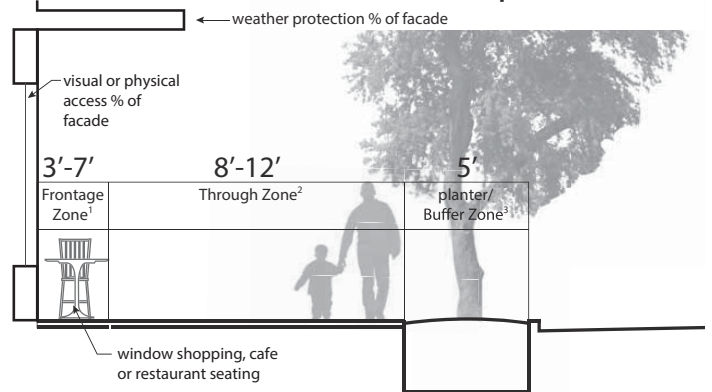 weather protection % of facade
visual or physical
access % of
facade
3’-7’
8’-12’
5’
Frontage
Zone¹
Through Zone²
planter/
Buffer Zone³
window shopping, cafe
or restaurant seating